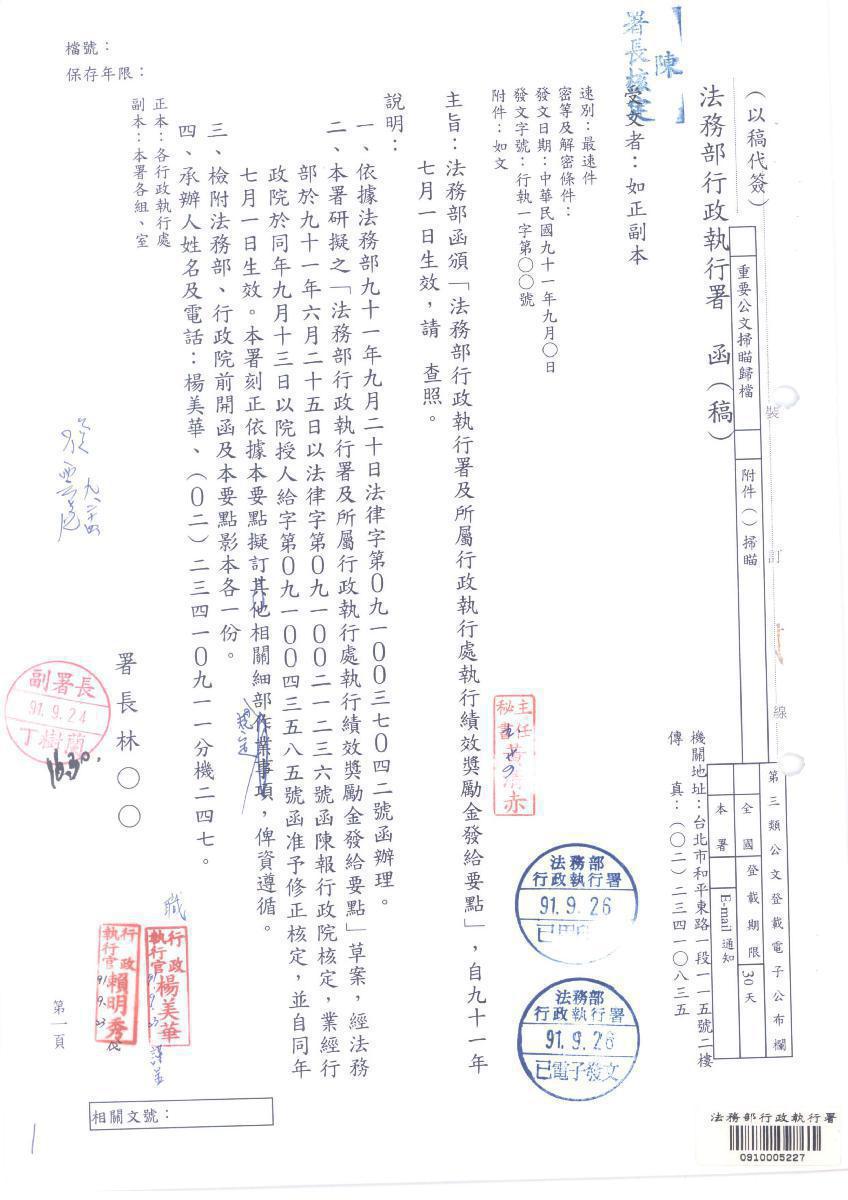 檔號：
保存年限：
（以稿代簽）
重要公文掃瞄歸檔
附件（）掃瞄
裝
訂
線
第三類公文登載電子公布欄
全國
登載期限
30天
本署
E-mail通知
法務部行政執行署　函（稿）
機關地址：台北市和平東路一段一一五號二樓
傳　　真：（〇二）二三四一〇八三五
陳
署長核定
受文者：如正副本
速別：最速件
密等及解密條件：
發文日期：中華民國九十一年九月〇日
發文字號：行執一字第〇〇號
附件：如文
主旨：法務部函頒「法務部行政執行署及所屬行政執行處執行績效獎勵金發給要點」，自九十一年
七月一日生效，請　查照。
說明：
一、依據法務部九十一年九月二十日法律字第０九一００三七０四二號函辦理。
二、本署研擬之「法務部行政執行署及所屬行政執行處執行績效獎勵金發給要點」草案，經法務
部於九十一年六月二十五日以法律字第０九一００二一二三六號函陳報行政院核定，業經行
政院於同年九月十三日以院授人給字第０九一００四三五八五號函准予修正核定，並自同年
七月一日生效。本署刻正依據本要點擬訂其他相關細部作業事項，俾資遵循。
規定
三、檢附法務部、行政院前開函及本要點影本各一份。
四、承辦人姓名及電話：楊美華、（０二）二三四一０九一一分機二四七。
正本：各行政執行處
副本：本署各組、室
署長林〇〇
副署長
91.9.24
丁樹蘭
1630.
主任
秘書
黃清赤
法務部
行政執行署
91.9.26
已用印
法務部
行政執行署
91.9.26
已電子發文
職
行政
執行官
楊美華
91.9.23
行政
執行官
賴明秀
91.9.23
第一頁
相關文號：
法務部行政執行署
0910005227